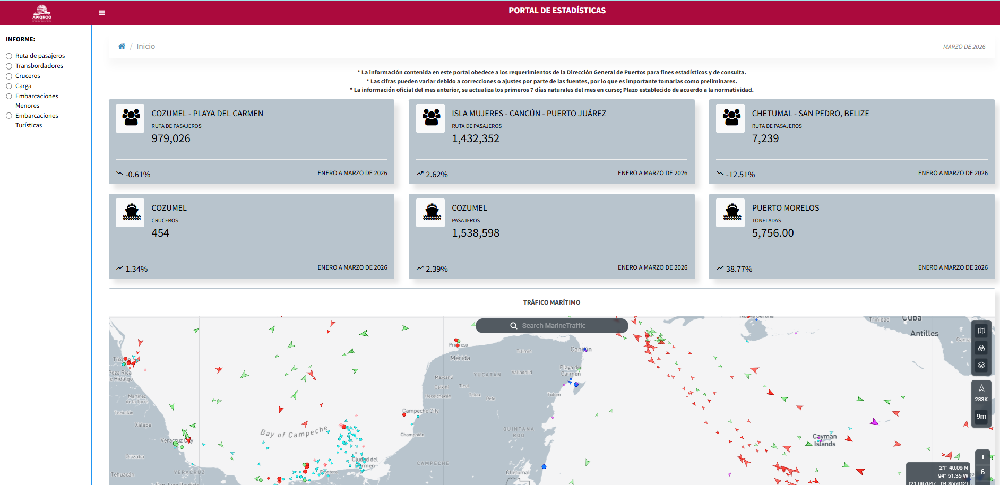 APIQROO
PORTAL DE ESTADÍSTICAS
INFORME:
Ruta de pasajeros
Transbordadores
Cruceros
Carga
Embarcaciones
Menores
Embarcaciones
Turísticas
/ Inicio
MARZO DE 2026
* La información contenida en este portal obedece a los requerimientos de la Dirección General de Puertos para fines estadísticos y de consulta.
* Las cifras pueden variar debido a correcciones o ajustes por parte de las fuentes, por lo que es importante tomarlas como preliminares.
* La información oficial del mes anterior, se actualiza los primeros 7 días naturales del mes en curso; Plazo establecido de acuerdo a la normatividad.
COZUMEL - PLAYA DEL CARMEN
RUTA DE PASAJEROS
979,026
-0.61%
ENERO A MARZO DE 2026
ISLA MUJERES - CANCÚN - PUERTO JUÁREZ
RUTA DE PASAJEROS
1,432,352
2.62%
ENERO A MARZO DE 2026
CHETUMAL - SAN PEDRO, BELIZE
RUTA DE PASAJEROS
7,239
-12.51%
ENERO A MARZO DE 2026
COZUMEL
CRUCEROS
454
1.34%
ENERO A MARZO DE 2026
COZUMEL
PASAJEROS
1,538,598
2.39%
ENERO A MARZO DE 2026
PUERTO MORELOS
TONELADAS
5,756.00
38.77%
ENERO A MARZO DE 2026
TRÁFICO MARÍTIMO
Search MarineTraffic
Trinidad
Cuba
Antilles
Progreso
Mérida
Tizimín
Cancún
Poza Rica
de Hidalgo
YUCATÁN
Valladolid
Playa del
Carmen
Maxcanú
Calkiní
Ticul
Hecelchakán
Tekax
Peto
Tulum
Martínez
de la Torre
Teziutlán
Campeche City
283K
9m
Xalapa
Bay of Campeche
Champotón
QUINTANA
ROO
Veracruz City
Cayman
Islands
Orizaba
Ciudad del
Carmen
CAMPECHE
Tehuacán
VERACRUZ
Frontera
Chetumal
+
6
21° 40.06 N
94° 51.35 W
(21.667647, -94.855912)